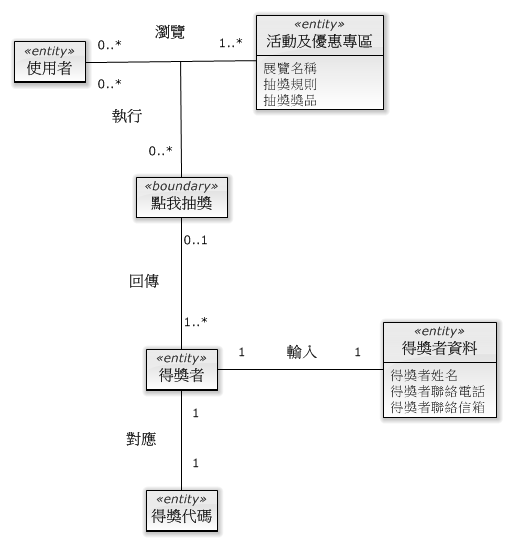 瀏覽
«entity»
活動及優惠專區
展覽名稱
抽獎規則
抽獎獎品
0..*
1..*
«entity»
使用者
0..*
執行
0..*
«boundary»
點我抽獎
0..1
回傳
1..*
«entity»
得獎者
1
輸入
1
«entity»
得獎者資料
得獎者姓名
得獎者聯絡電話
得獎者聯絡信箱
1
對應
1
«entity»
得獎代碼